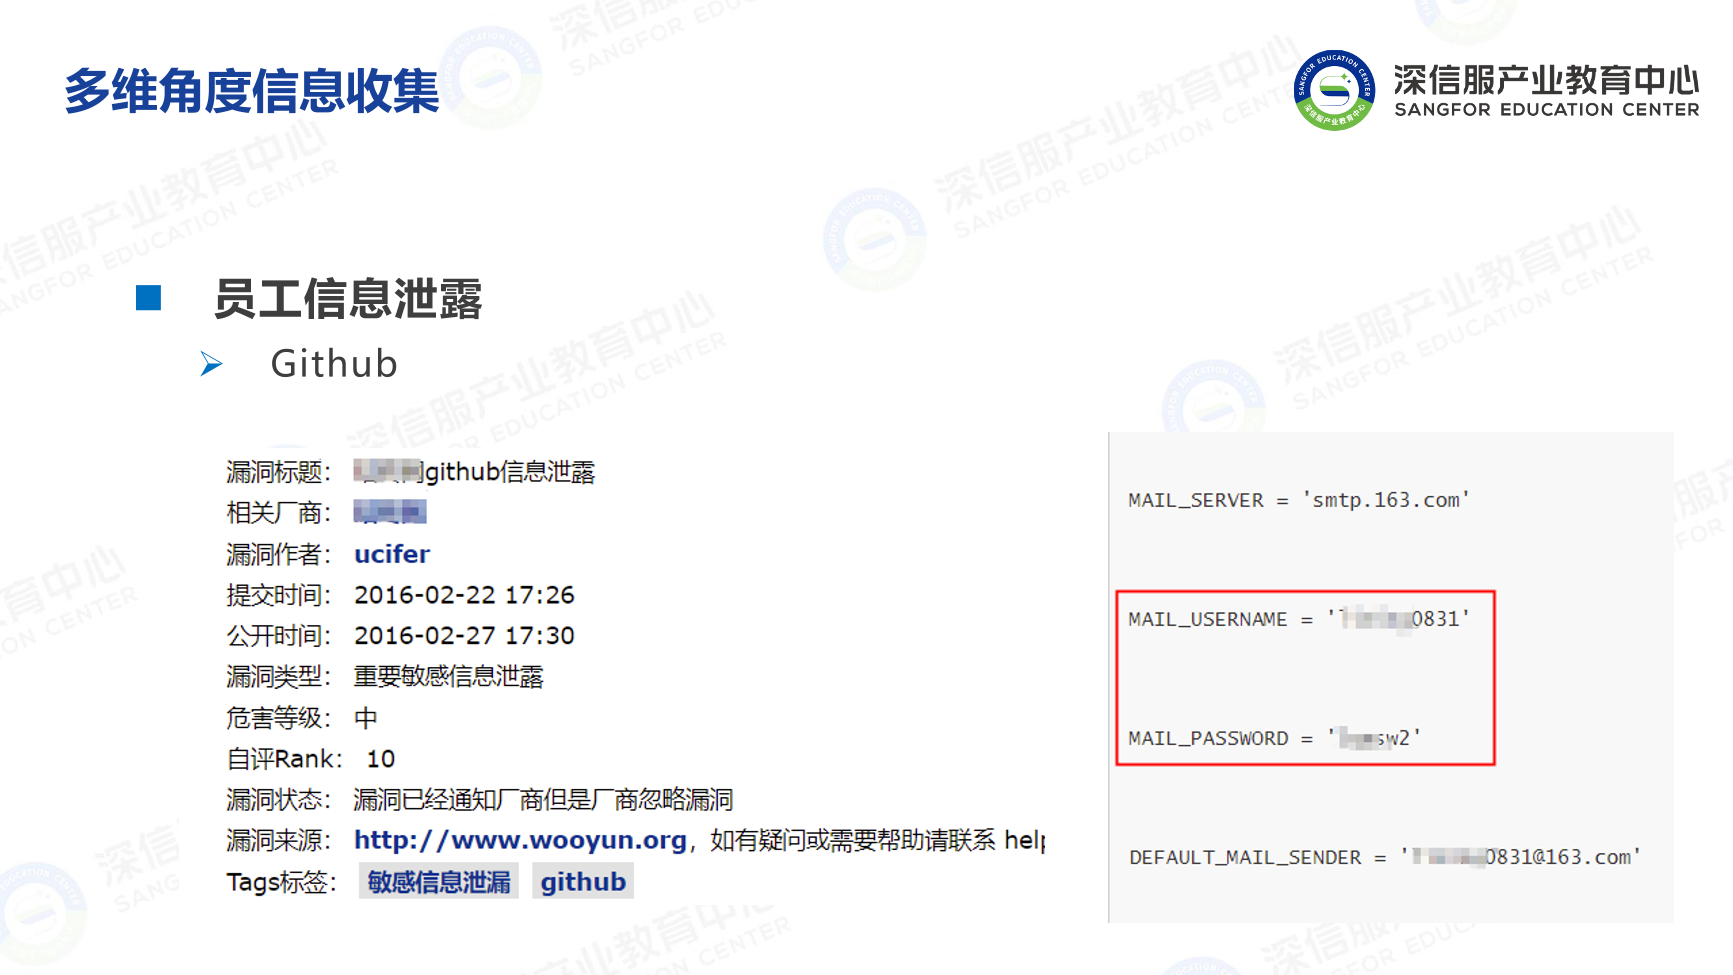 多维角度信息收集
深信服产业教育中心
SANGFOR EDUCATION CENTER
员工信息泄露
Github
漏洞标题： github信息泄露
相关厂商：
漏洞作者： ucifer
提交时间： 2016-02-22 17:26
公开时间： 2016-02-27 17:30
漏洞类型： 重要敏感信息泄露
危害等级： 中
自评Rank： 10
漏洞状态： 漏洞已经通知厂商但是厂商忽略漏洞
漏洞来源： http://www.wooyun.org，如有疑问或需要帮助请联系 help
Tags标签： 敏感信息泄漏 github
MAIL_SERVER = 'smtp.163.com'
MAIL_USERNAME = ' 0831'
MAIL_PASSWORD = ' sw2'
DEFAULT_MAIL_SENDER = ' 0831@163.com'